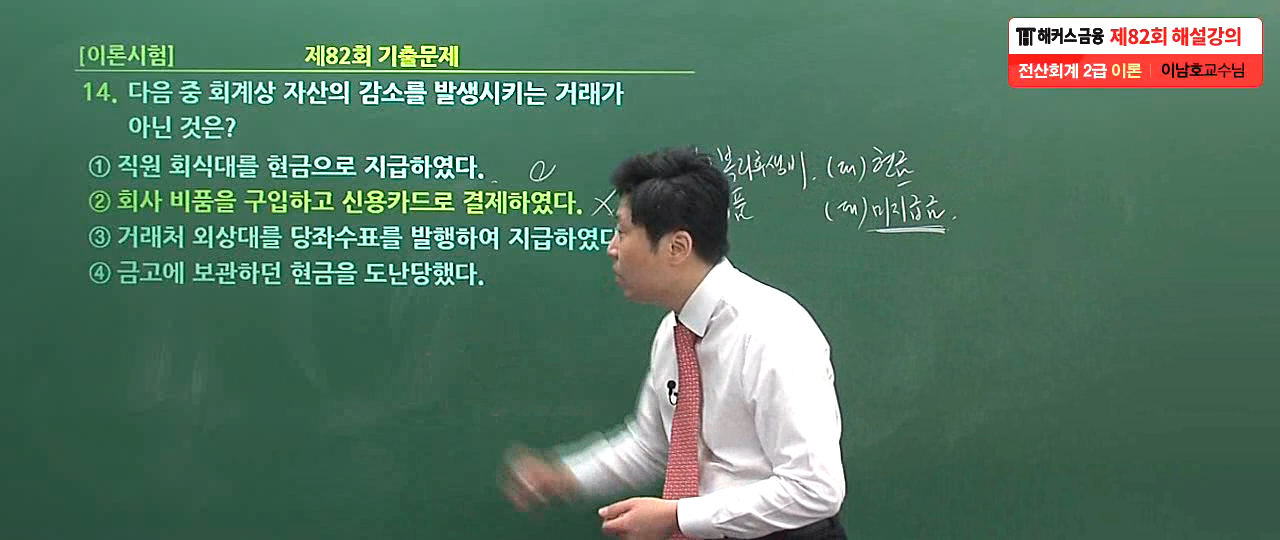 해커스금융 제82회 해설강의
전산회계 2급 이론 | 이남호교수님
[이론시험] 제82회 기출문제
14. 다음 중 회계상 자산의 감소를 발생시키는 거래가
아닌 것은?
① 직원 회식대를 현금으로 지급하였다.
② 회사 비품을 구입하고 신용카드로 결제하였다.
③ 거래처 외상대를 당좌수표를 발행하여 지급하였다
④ 금고에 보관하던 현금을 도난당했다.
복리후생비. (대) 현금
품 (대) 미지급금.